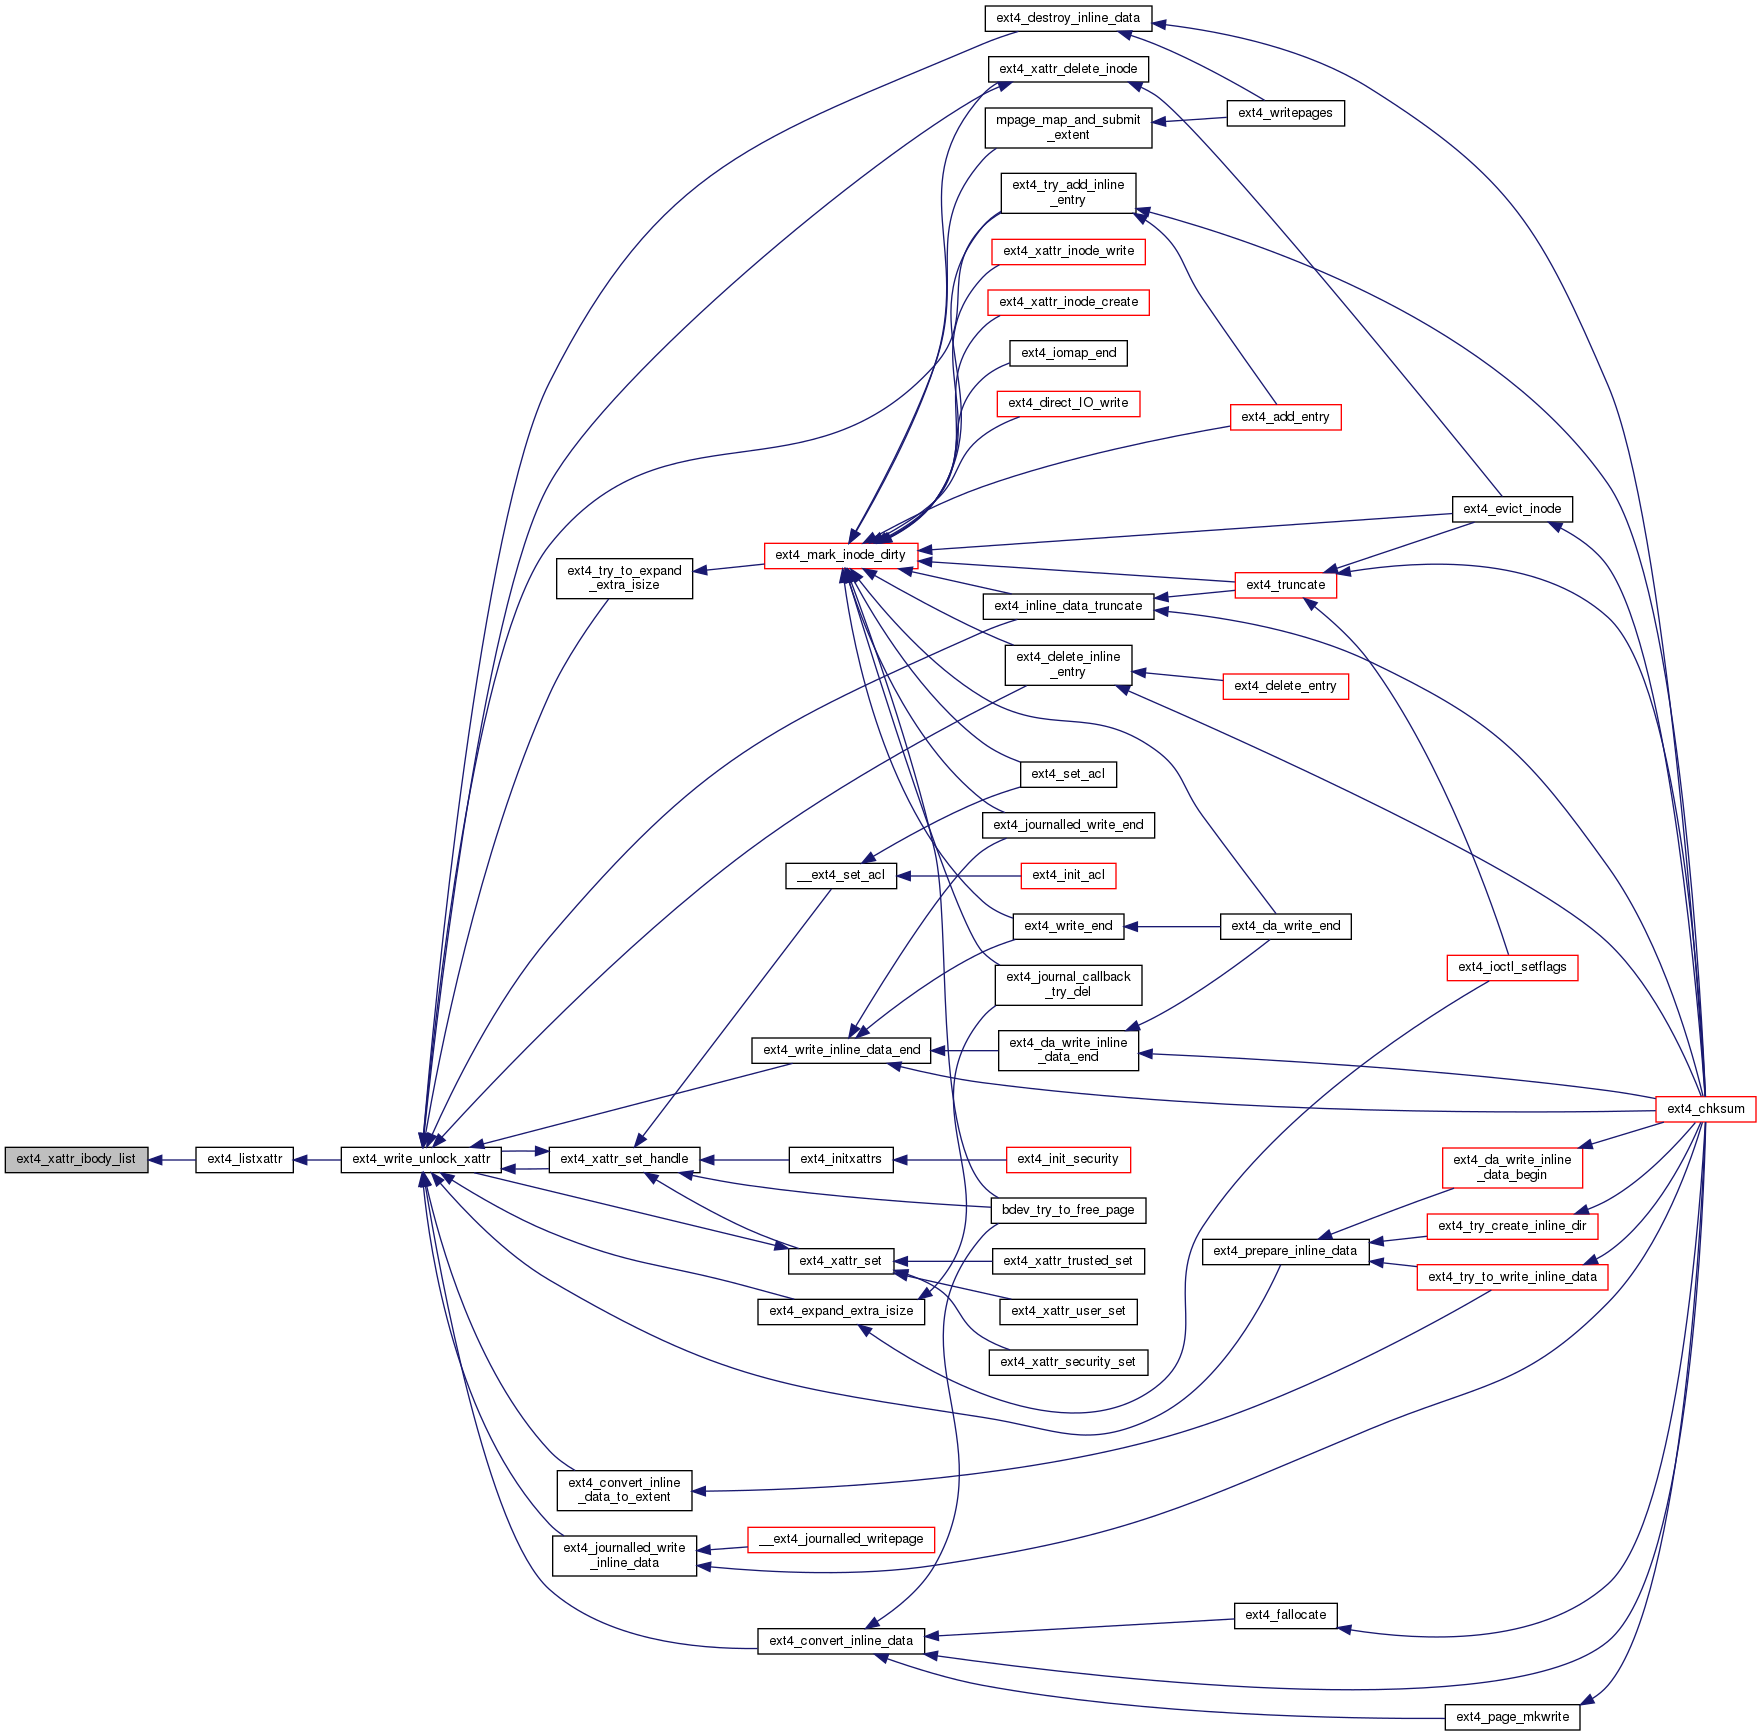 ext4_destroy_inline_data
ext4_xattr_delete_inode
ext4_writepages
mpage_map_and_submit
_extent
ext4_try_add_inline
_entry
ext4_xattr_inode_write
ext4_xattr_inode_create
ext4_iomap_end
ext4_direct_IO_write
ext4_add_entry
ext4_evict_inode
ext4_mark_inode_dirty
ext4_try_to_expand
_extra_isize
ext4_truncate
ext4_inline_data_truncate
ext4_delete_inline
_entry
ext4_delete_entry
ext4_set_acl
ext4_journalled_write_end
__ext4_set_acl
ext4_init_acl
ext4_write_end
ext4_da_write_end
ext4_ioctl_setflags
ext4_journal_callback
_try_del
ext4_write_inline_data_end
ext4_da_write_inline
_data_end
ext4_chksum
ext4_xattr_ibody_list
ext4_listxattr
ext4_write_unlock_xattr
ext4_xattr_set_handle
ext4_initxattrs
ext4_init_security
ext4_da_write_inline
_data_begin
bdev_try_to_free_page
ext4_try_create_inline_dir
ext4_prepare_inline_data
ext4_xattr_set
ext4_xattr_trusted_set
ext4_try_to_write_inline_data
ext4_expand_extra_isize
ext4_xattr_user_set
ext4_xattr_security_set
ext4_convert_inline
_data_to_extent
__ext4_journalled_writepage
ext4_journalled_write
_inline_data
ext4_fallocate
ext4_convert_inline_data
ext4_page_mkwrite